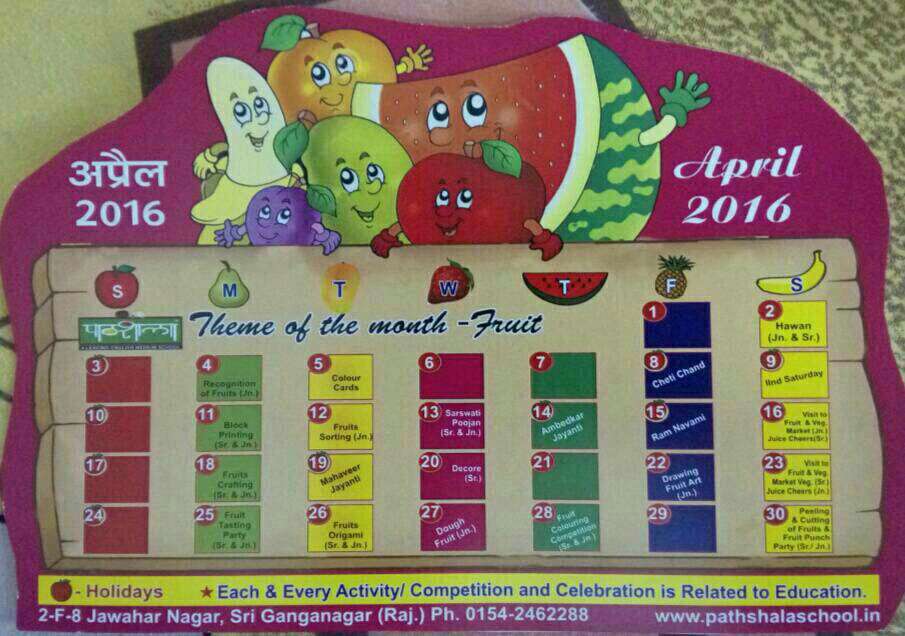 अप्रैल
2016
April
2016
S M T W T F S
पाठशाला
Theme of the month -Fruit
1
2
Hawan
(Jn. & Sr.)
3
4
Recognition
of Fruits (Jn.)
5
Colour
Cards
6
7
8
Cheti Chand
9
IInd Saturday
10
11
Block
Printing
(Sr. & Jn.)
12
Fruits
Sorting (Jn.)
13
Sarswati
Poojan
(Sr. & Jn.)
14
Ambedkar
Jayanti
15
Ram Navami
16
Visit to
Fruit & Veg.
Market (Jn.)
Juice Cheers(Sr.)
17
18
Fruits
Crafting
(Sr. & Jn.)
19
Mahaveer
Jayanti
20
Decore
(Sr.)
21
22
Drawing
Fruit Art
(Jn.)
23
Visit to
Fruit & Veg.
Market Veg. (Sr.)
Juice Cheers (Jn.)
24
25
Fruit
Tasting
Party
(Sr. & Jn.)
26
Fruits
Origami
(Sr. & Jn.)
27
Dough
Fruit (Jn.)
28
Fruit
Colouring
Competition
(Sr. & Jn.)
29
30
Peeling
& Cutting
of Fruits &
Fruit Punch
Party (Sr./ Jn.)
- Holidays ★ Each & Every Activity/ Competition and Celebration is Related to Education.
2-F-8 Jawahar Nagar, Sri Ganganagar (Raj.) Ph. 0154-2462288 www.pathshalaschool.in